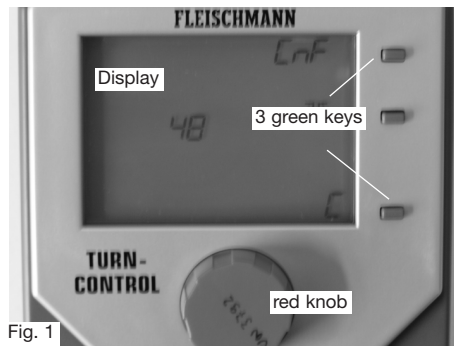 FLEISCHMANN
CnF
Display
48
3 green keys
C
TURN-
CONTROL
red knob
Fig. 1